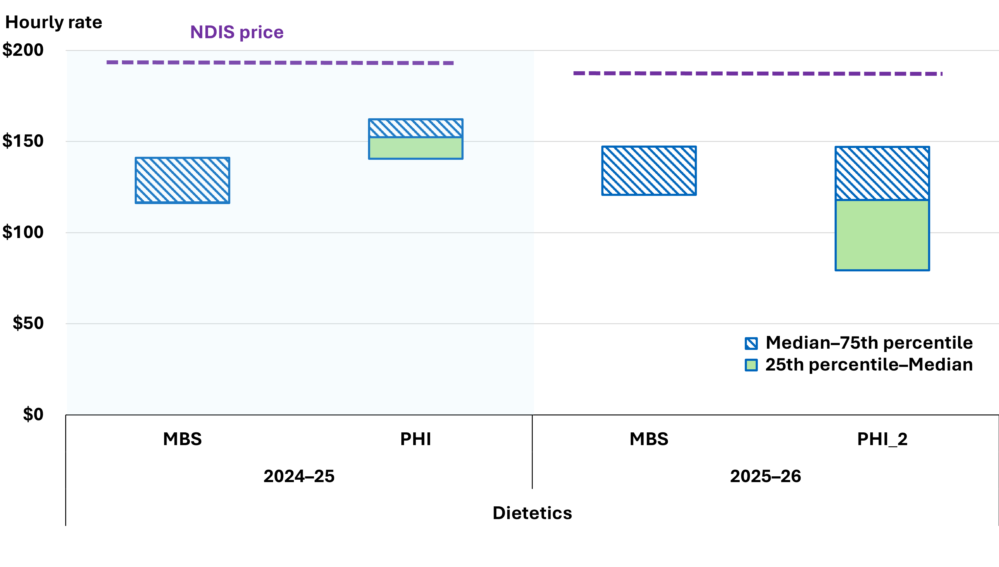 Hourly rate
NDIS price
$200
$150
$100
$50
$0
Median–75th percentile
25th percentile–Median
MBS
PHI
MBS
PHI_2
2024–25
2025–26
Dietetics